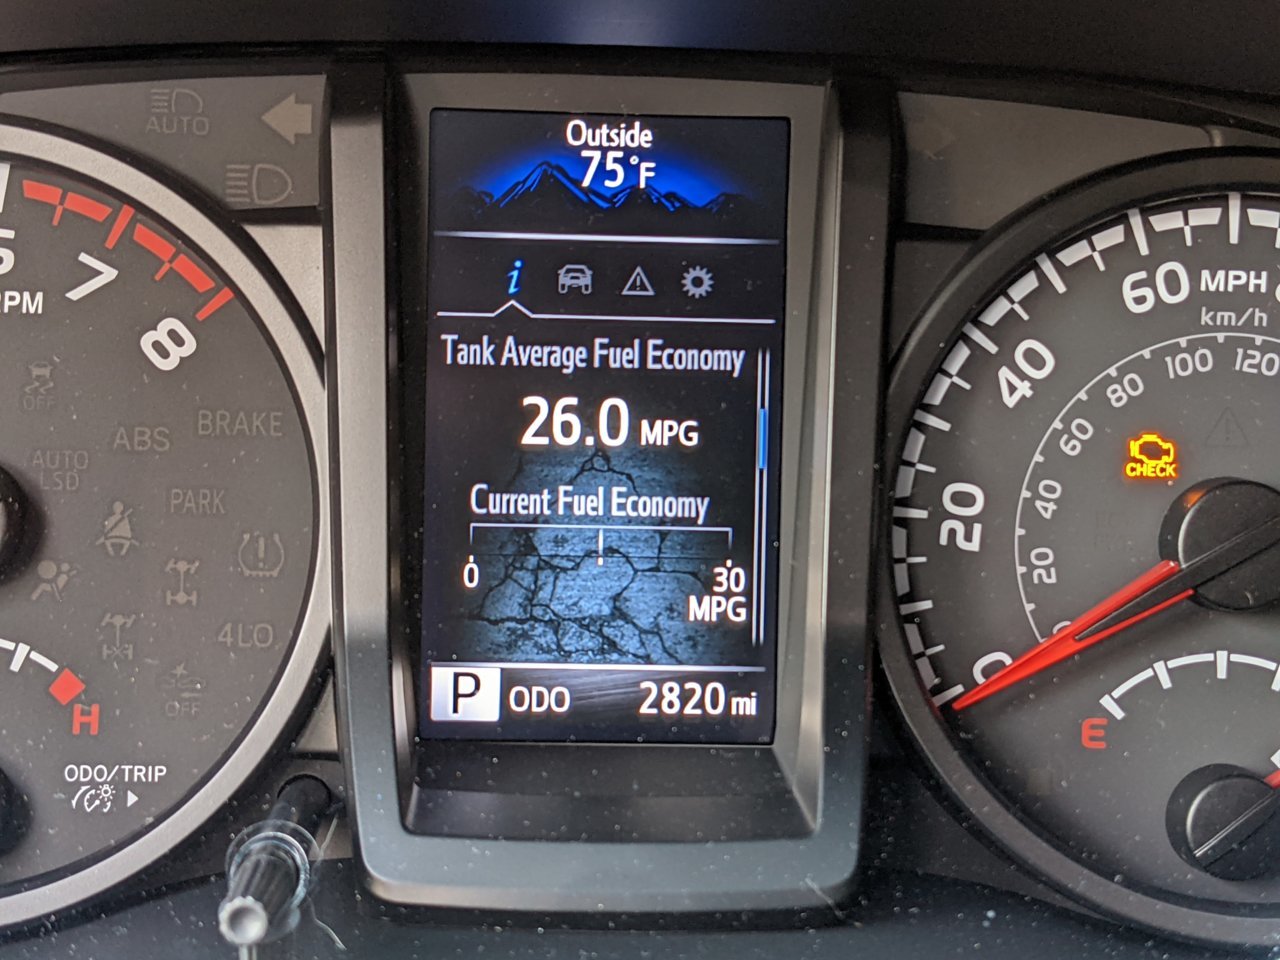 AUTO
7
8
RPM
OFF
ABS
BRAKE
AUTO
LSD
PARK
4LO
OFF
H
ODO/TRIP
Outside
75°F
i
Tank Average Fuel Economy
26.0 MPG
Current Fuel Economy
0
30
MPG
P ODO 2820 mi
60 MPH
km/h
40
100
120
80
60
CHECK
20
40
20
0
0
E